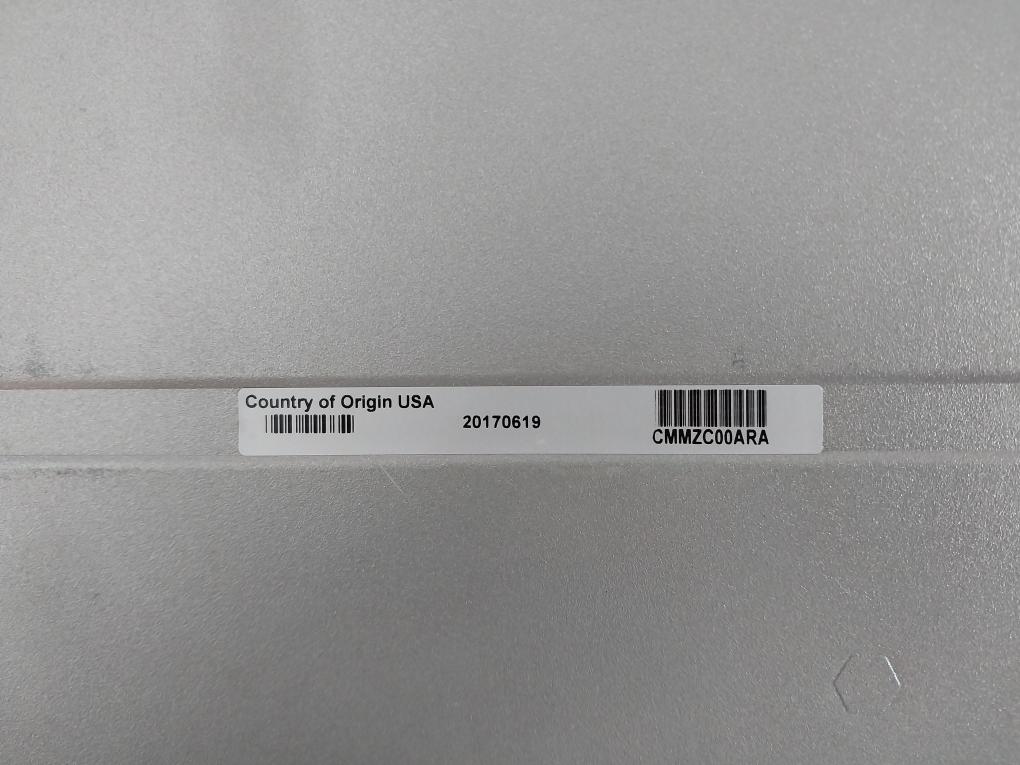 Country of Origin USA
20170619
CMMZC00ARA